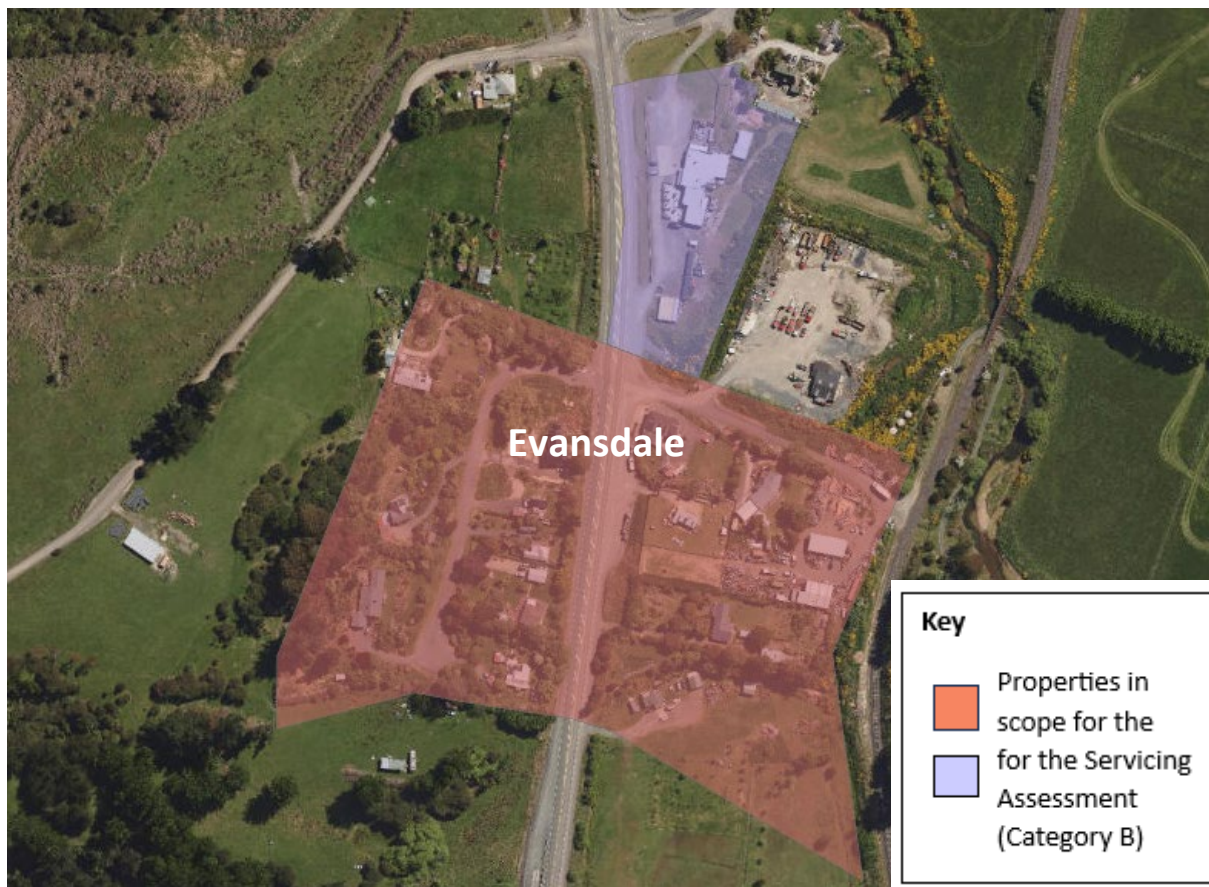 Evansdale
Key
Properties in
scope for the
for the Servicing
Assessment
(Category B)